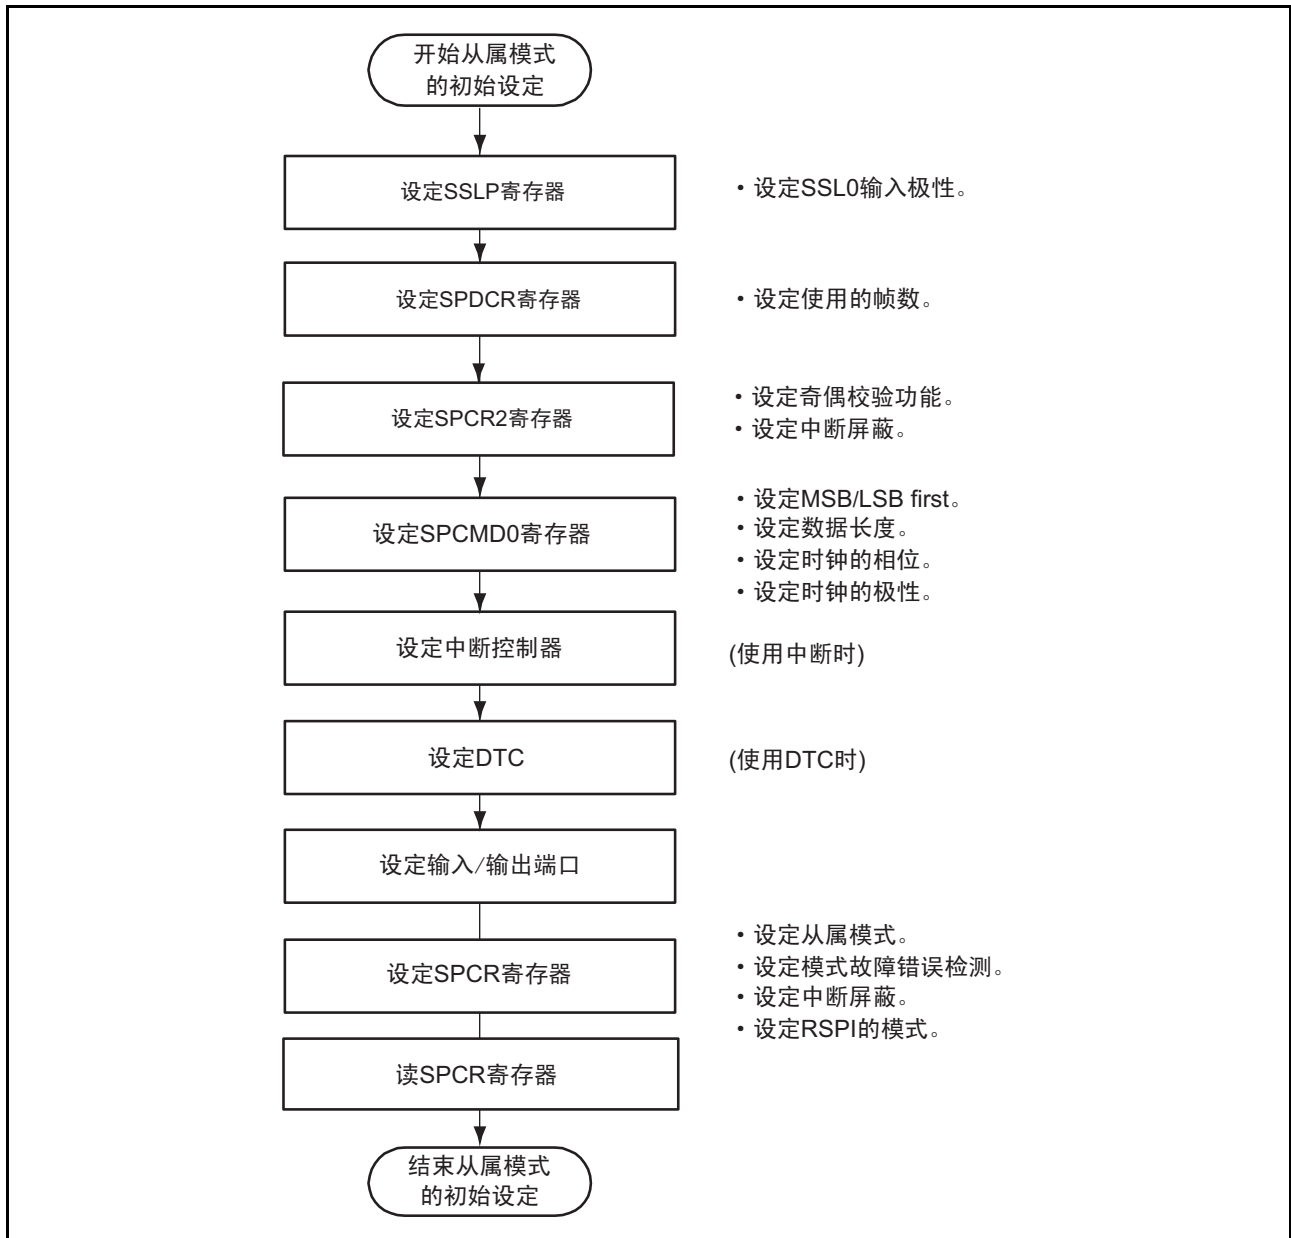 开始从属模式
的初始设定
设定SSLP寄存器
・设定SSL0输入极性。
设定SPDCR寄存器
・设定使用的帧数。
设定SPCR2寄存器
・设定奇偶校验功能。
・设定中断屏蔽。
设定SPCMD0寄存器
・设定MSB/LSB first。
・设定数据长度。
・设定时钟的相位。
・设定时钟的极性。
设定中断控制器
(使用中断时)
设定DTC
(使用DTC时)
设定输入/输出端口
设定SPCR寄存器
・设定从属模式。
・设定模式故障错误检测。
・设定中断屏蔽。
・设定RSPI的模式。
读SPCR寄存器
结束从属模式
的初始设定